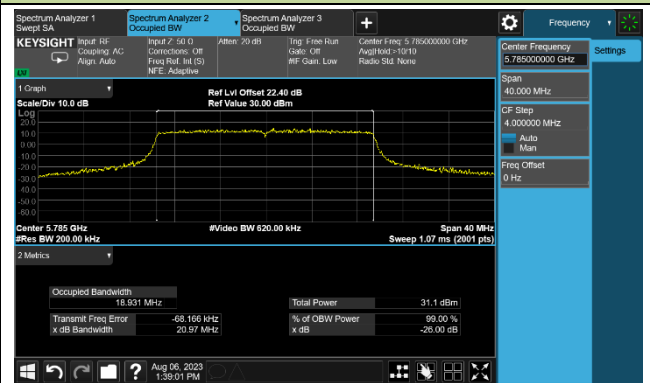 Spectrum Analyzer 1
Swept SA
Spectrum Analyzer 2
Occupied BW
Spectrum Analyzer 3
Occupied BW
Frequency
KEYSIGHT
Input: RF
Coupling: AC
Align: Auto
Input Z: 50 Ω
Corrections: Off
Freq Ref: Int (S)
NFE: Adaptive
Atten: 20 dB
Trig: Free Run
Gate: Off
#IF Gain: Low
Center Freq: 5.785000000 GHz
Avg|Hold:>10/10
Radio Std: None
LXI
1 Graph
Scale/Div 10.0 dB
Ref Lvl Offset 22.40 dB
Ref Value 30.00 dBm
Log
20.0
10.0
0.00
-10.0
-20.0
-30.0
-40.0
-50.0
-60.0
Center 5.785 GHz
#Res BW 200.00 kHz
#Video BW 620.00 kHz
Span 40 MHz
Sweep 1.07 ms (2001 pts)
2 Metrics
Occupied Bandwidth
18.931 MHz
Total Power
31.1 dBm
Transmit Freq Error
-68.166 kHz
% of OBW Power
99.00 %
x dB Bandwidth
20.97 MHz
x dB
-26.00 dB
Aug 06, 2023
1:39:01 PM
Center Frequency
5.785000000 GHz
Settings
Span
40.000 MHz
CF Step
4.000000 MHz
Auto
Man
Freq Offset
0 Hz